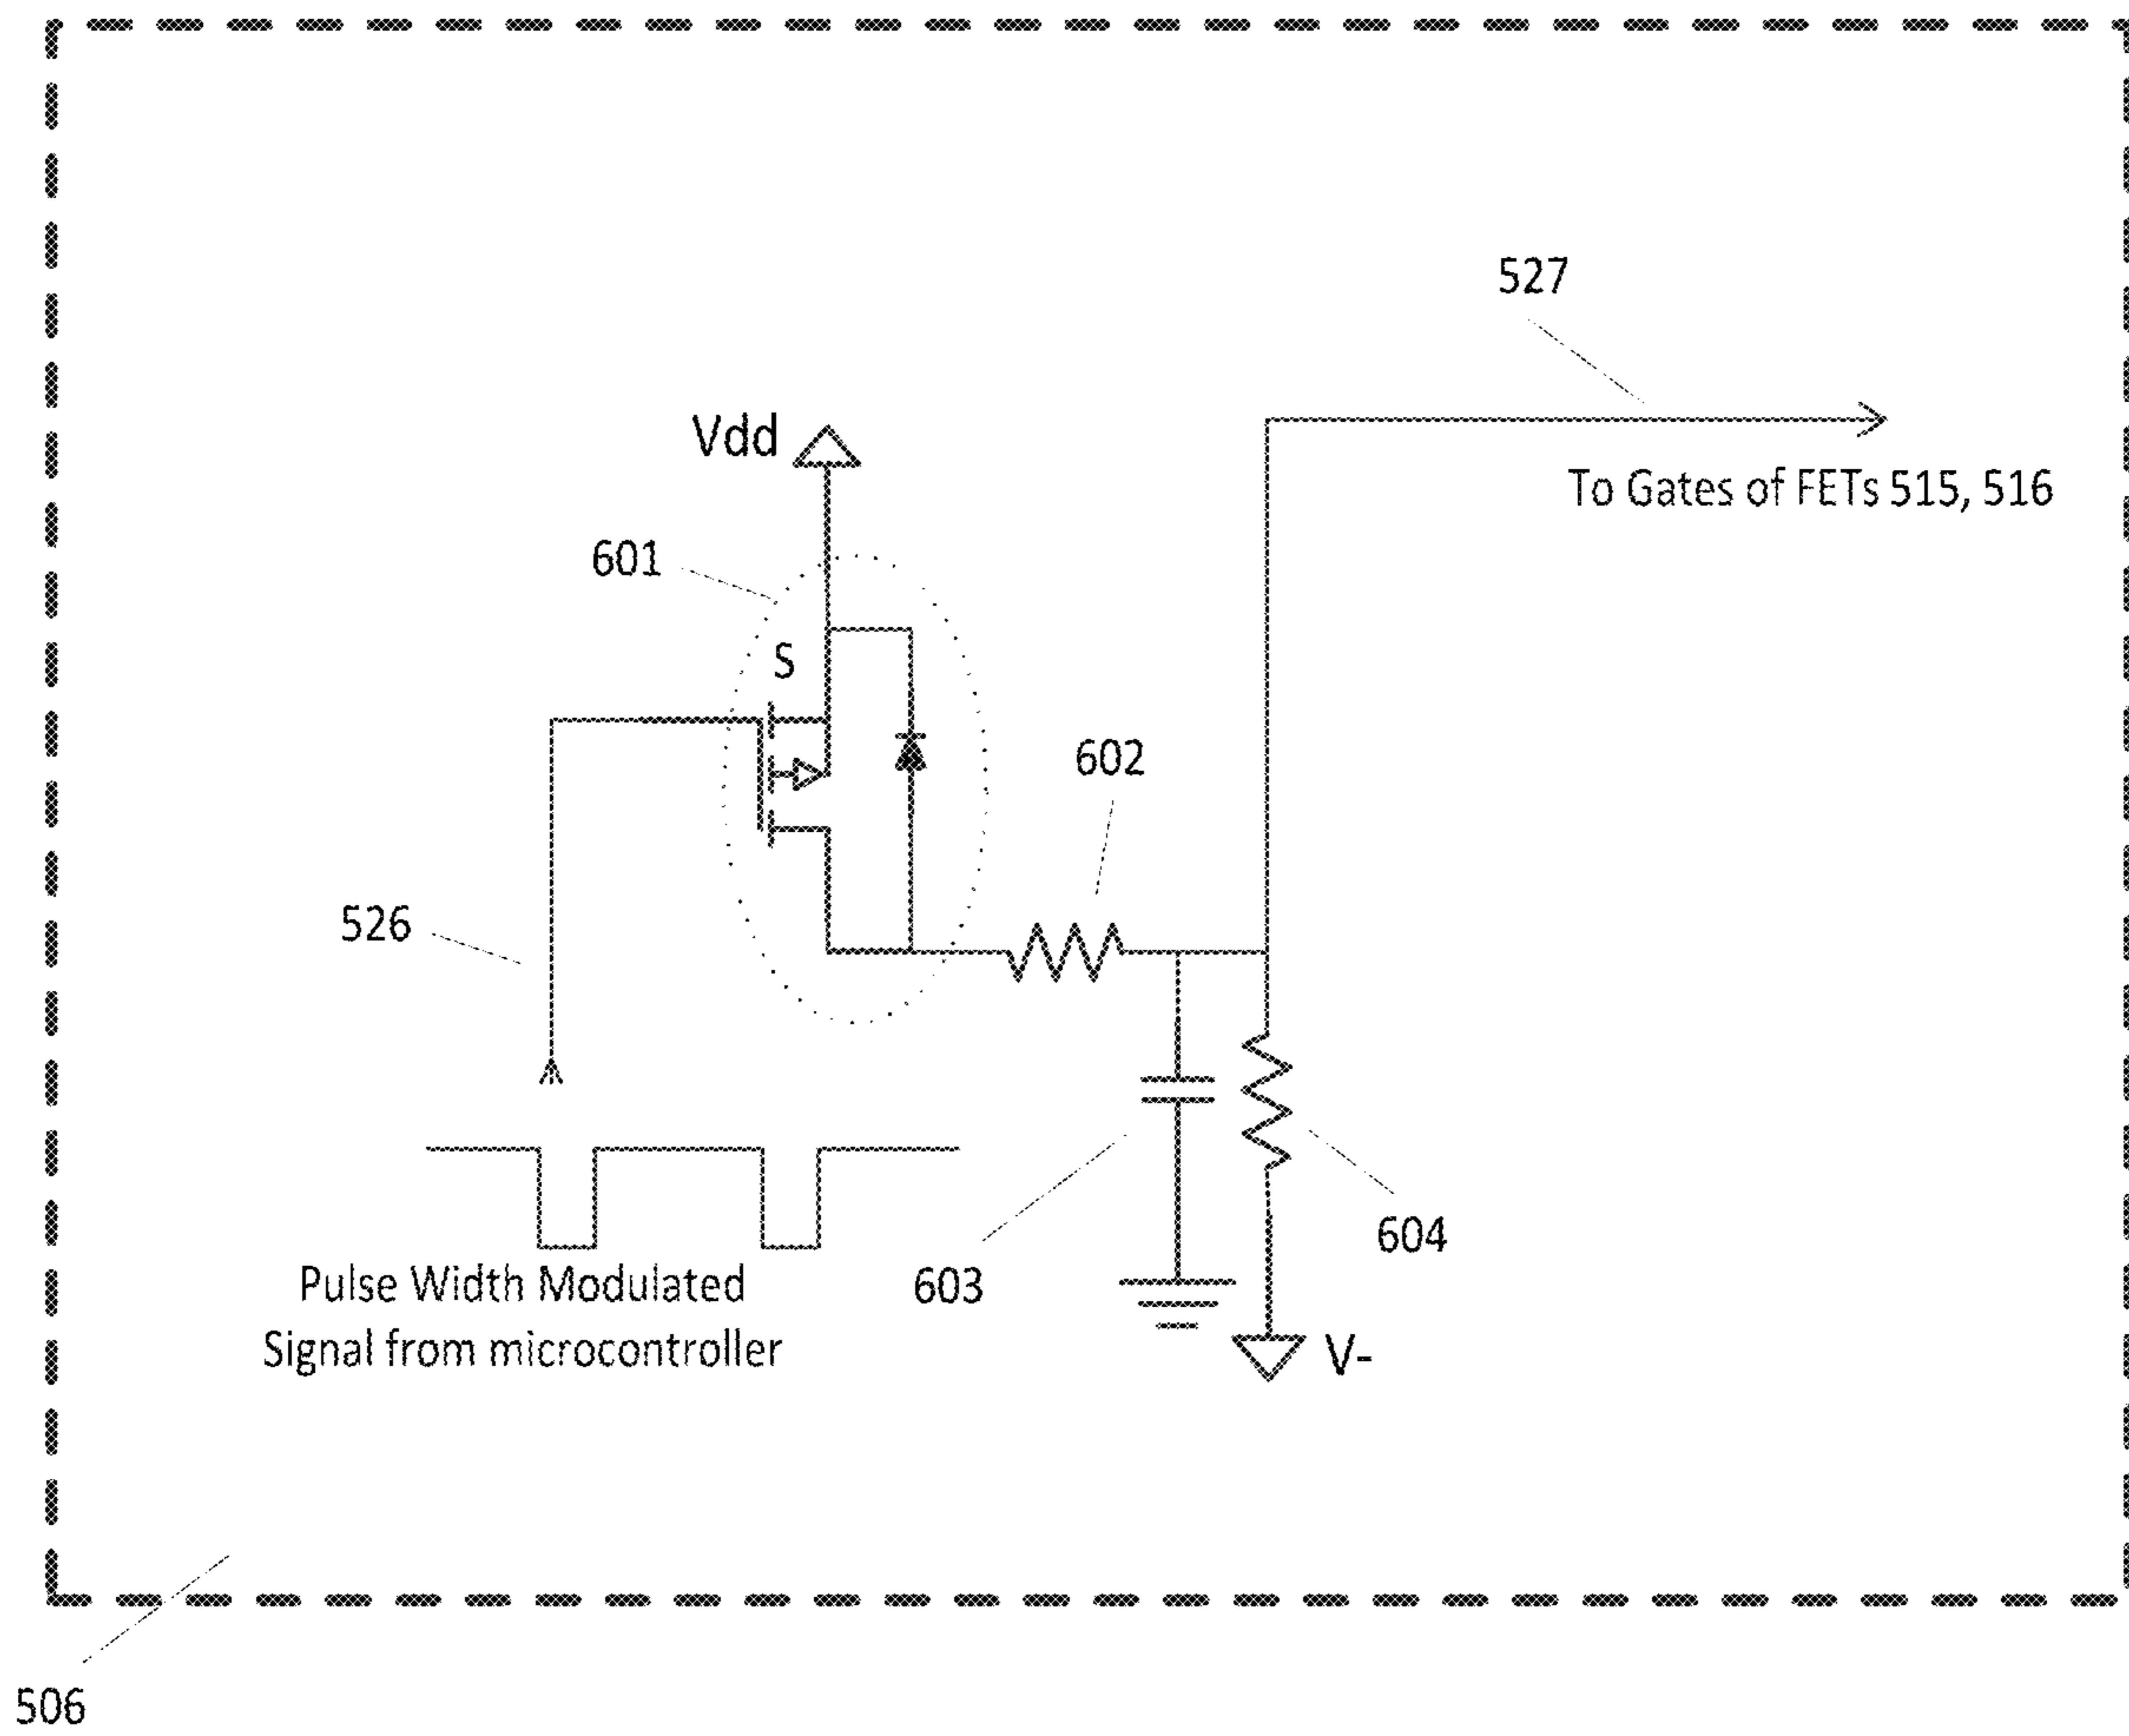 527
Vdd
To Gates of FETs 515, 516
601
S
602
526
604
603
Pulse Width Modulated
Signal from microcontroller
V-
506